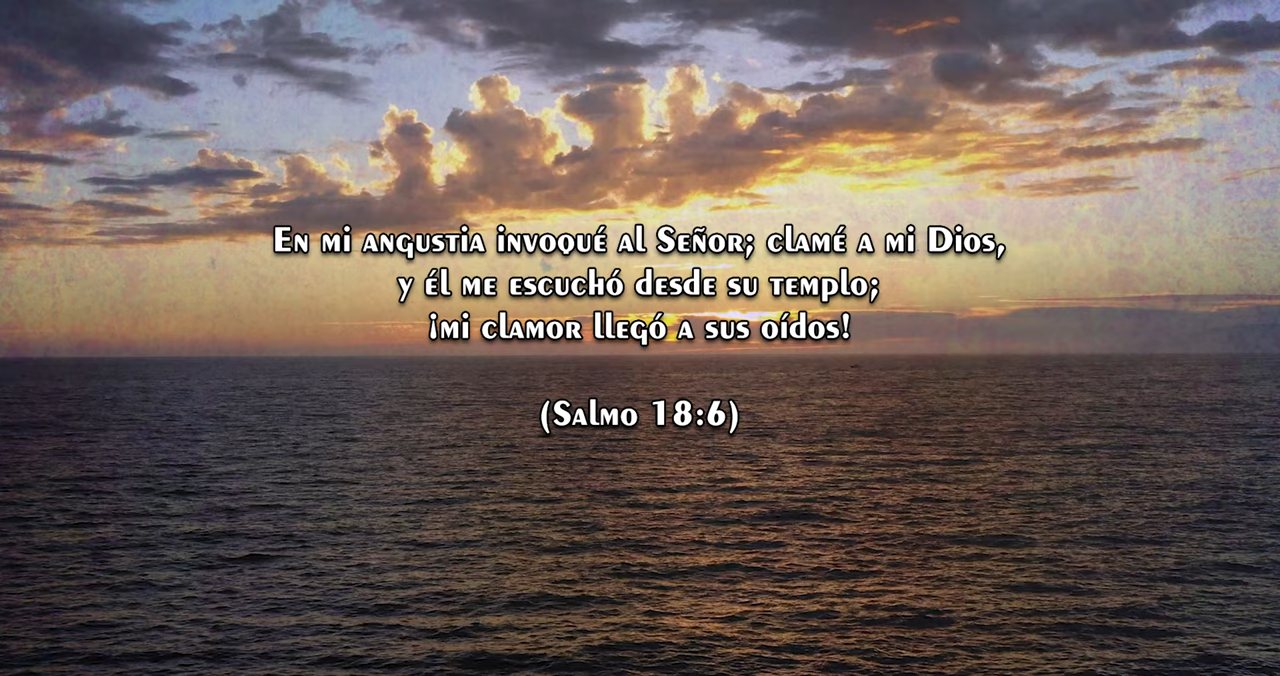 En mi angustia invoqué al Señor; clamé a mi Dios,
y él me escuchó desde su templo;
¡mi clamor llegó a sus oídos!
(Salmo 18:6)